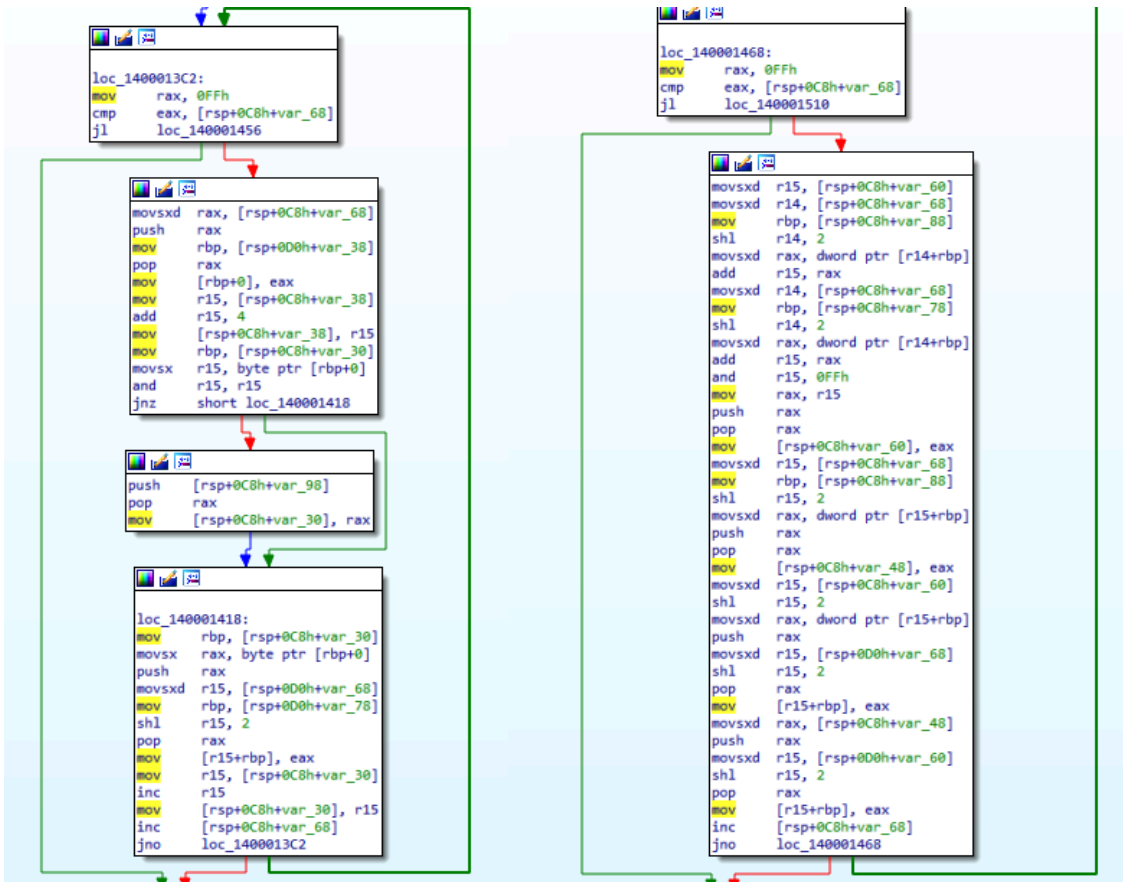 loc_1400013C2:
mov rax, 0FFh
cmp eax, [rsp+0C8h+var_68]
jl loc_140001456
movsxd rax, [rsp+0C8h+var_68]
push rax
mov rbp, [rsp+0D0h+var_38]
pop rax
mov [rbp+0], eax
mov r15, [rsp+0C8h+var_38]
add r15, 4
mov [rsp+0C8h+var_38], r15
mov rbp, [rsp+0C8h+var_30]
movsx r15, byte ptr [rbp+0]
and r15, r15
jnz short loc_140001418
push [rsp+0C8h+var_98]
pop rax
mov [rsp+0C8h+var_30], rax
loc_140001418:
mov rbp, [rsp+0C8h+var_30]
movsx rax, byte ptr [rbp+0]
push rax
movsxd r15, [rsp+0D0h+var_68]
mov rbp, [rsp+0D0h+var_78]
shl r15, 2
pop rax
mov [r15+rbp], eax
mov r15, [rsp+0C8h+var_30]
inc r15
mov [rsp+0C8h+var_30], r15
inc [rsp+0C8h+var_68]
jno loc_1400013C2
loc_140001468:
mov rax, 0FFh
cmp eax, [rsp+0C8h+var_68]
jl loc_140001510
movsxd r15, [rsp+0C8h+var_60]
movsxd r14, [rsp+0C8h+var_68]
mov rbp, [rsp+0C8h+var_88]
shl r14, 2
movsxd rax, dword ptr [r14+rbp]
add r15, rax
movsxd r14, [rsp+0C8h+var_68]
mov rbp, [rsp+0C8h+var_78]
shl r14, 2
movsxd rax, dword ptr [r14+rbp]
add r15, rax
and r15, 0FFh
mov rax, r15
push rax
pop rax
mov [rsp+0C8h+var_60], eax
movsxd r15, [rsp+0C8h+var_68]
mov rbp, [rsp+0C8h+var_88]
shl r15, 2
movsxd rax, dword ptr [r15+rbp]
push rax
pop rax
mov [rsp+0C8h+var_48], eax
movsxd r15, [rsp+0C8h+var_60]
shl r15, 2
movsxd rax, dword ptr [r15+rbp]
push rax
movsxd r15, [rsp+0D0h+var_68]
shl r15, 2
pop rax
mov [r15+rbp], eax
movsxd rax, [rsp+0C8h+var_48]
push rax
movsxd r15, [rsp+0D0h+var_60]
shl r15, 2
pop rax
mov [r15+rbp], eax
inc [rsp+0C8h+var_68]
jno loc_140001468